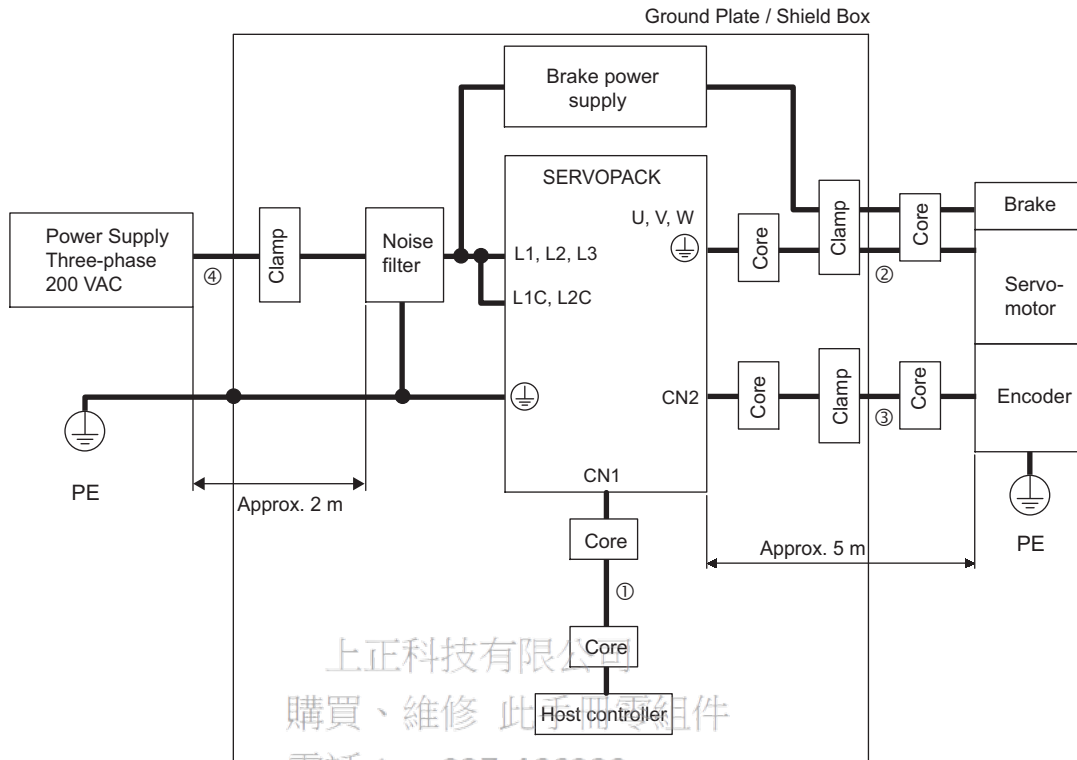 Ground Plate / Shield Box
Brake power
supply
SERVOPACK
U, V, W
Power Supply
Three-phase
200 VAC
④
Clamp
Noise
filter
L1, L2, L3
L1C, L2C
Core
Clamp
②
Core
Brake
Servo-
motor
CN2
Core
Clamp
③
Core
Encoder
PE
Approx. 2 m
CN1
Core
①
Core
Host controller
Approx. 5 m
PE
上正科技有限公司
購買、維修 此手冊零組件